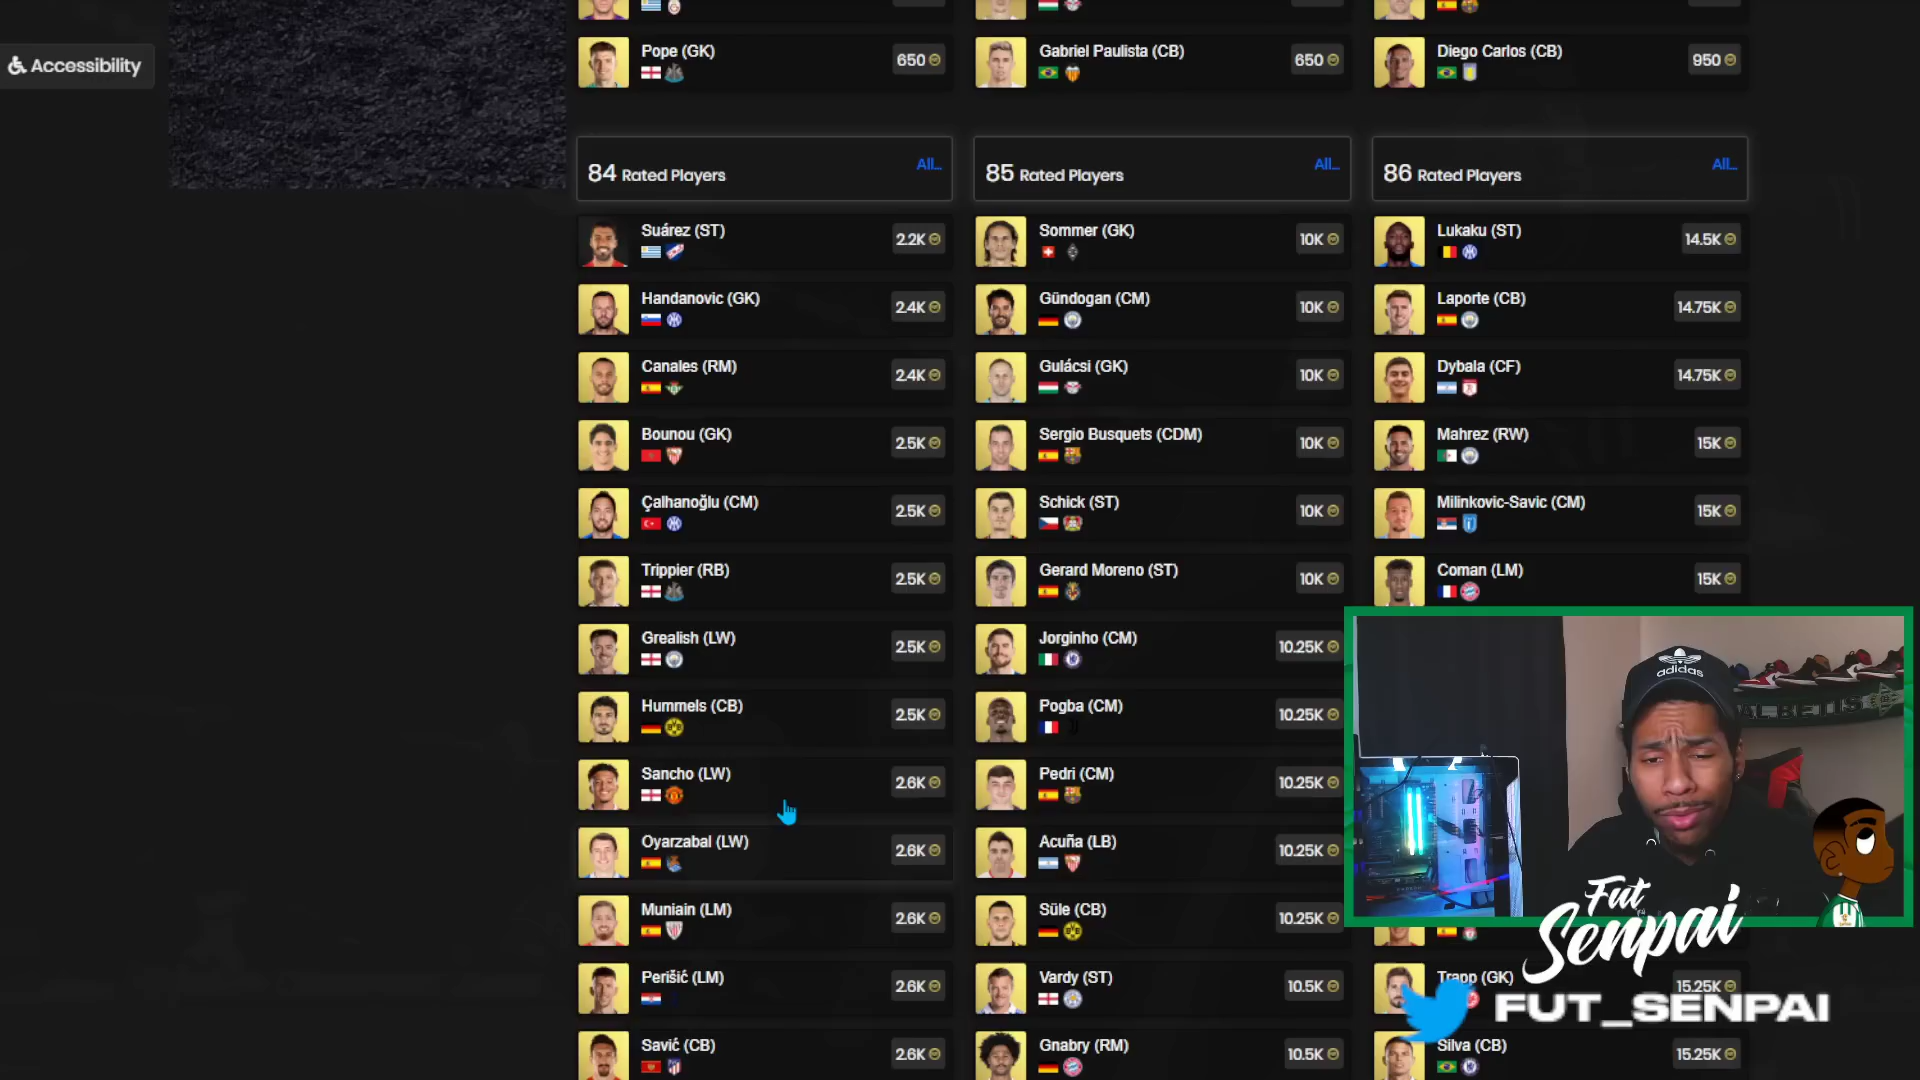 Accessibility
Pope (GK)
650
Gabriel Paulista (CB)
650
Diego Carlos (CB)
950
84 Rated Players
All...
85 Rated Players
All...
86 Rated Players
All...
Suárez (ST)
2.2K
Sommer (GK)
10K
Lukaku (ST)
14.5K
Handanovic (GK)
2.4K
Gündogan (CM)
10K
Laporte (CB)
14.75K
Canales (RM)
2.4K
Gulácsi (GK)
10K
Dybala (CF)
14.75K
Bounou (GK)
2.5K
Sergio Busquets (CDM)
10K
Mahrez (RW)
15K
Çalhanoğlu (CM)
2.5K
Schick (ST)
10K
Milinkovic-Savic (CM)
15K
Trippier (RB)
2.5K
Gerard Moreno (ST)
10K
Coman (LM)
15K
Grealish (LW)
2.5K
Jorginho (CM)
10.25K
Hummels (CB)
2.5K
Pogba (CM)
10.25K
Sancho (LW)
2.6K
Pedri (CM)
10.25K
Oyarzabal (LW)
2.6K
Acuña (LB)
10.25K
Muniain (LM)
2.6K
Süle (CB)
10.25K
Perišić (LM)
2.6K
Vardy (ST)
10.5K
Trapp (GK)
15.25K
Savić (CB)
2.6K
Gnabry (RM)
10.5K
Silva (CB)
15.25K
adidas
Fut
Senpai
FUT_SENPAI